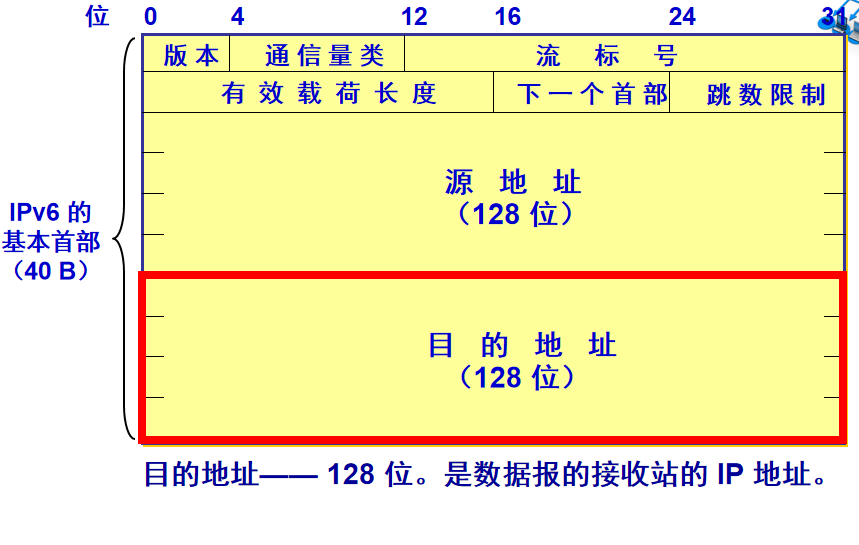 位 0 4 12 16 24 31
版本 通信量类 流标号
有效载荷长度 下一个首部 跳数限制
源地址
（128 位）
IPv6 的
基本首部
（40 B）
目的地址
（128 位）
目的地址—— 128 位。是数据报的接收站的 IP 地址。